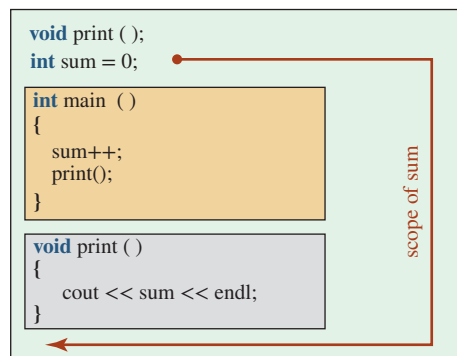 void print ( );
int sum = 0;
int main ( )
{
sum++;
print();
}
void print ( )
{
cout << sum << endl;
}
scope of sum